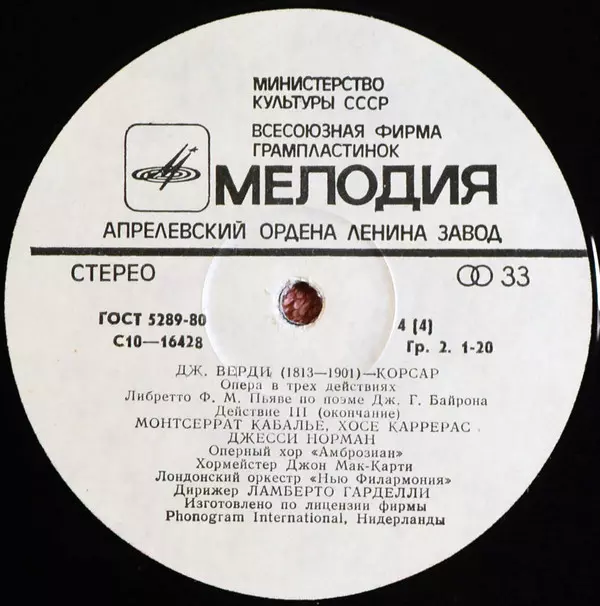 МИНИСТЕРСТВО
КУЛЬТУРЫ СССР
ВСЕСОЮЗНАЯ ФИРМА
ГРАМПЛАСТИНОК
МЕЛОДИЯ
АПРЕЛЕВСКИЙ ОРДЕНА ЛЕНИНА ЗАВОД
СТЕРЕО 33
ГОСТ 5289-80 4 (4)
С10—16428 Гр. 2. 1-20
ДЖ. ВЕРДИ (1813—1901)—КОРСАР
Опера в трех действиях
Либретто Ф. М. Пьяве по поэме Дж. Г. Байрона
Действие III (окончание)
МОНТСЕРРАТ КАБАЛЬЕ, ХОСЕ КАРРЕРАС
ДЖЕССИ НОРМАН
Оперный хор «Амброзиан»
Хормейстер Джон Мак-Карти
Лондонский оркестр «Нью Филармония»
Дирижер ЛАМБЕРТО ГАРДЕЛЛИ
Изготовлено по лицензии фирмы
Phonogram International, Нидерланды